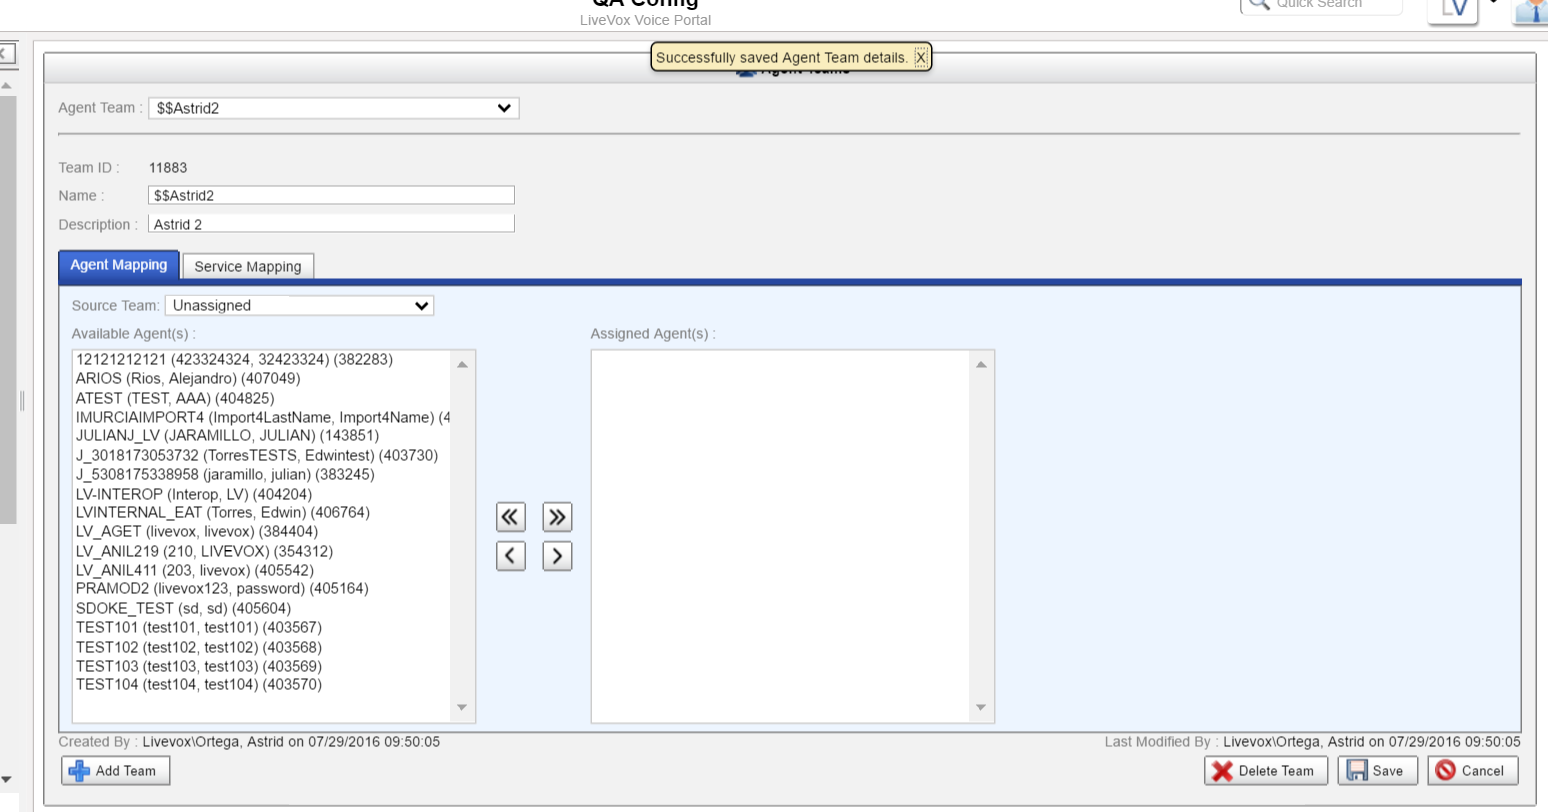 QA Config
LiveVox Voice Portal
Quick Search
LV
Successfully saved Agent Team details. X
Agent Teams
Agent Team : $$Astrid2
Team ID : 11883
Name : $$Astrid2
Description : Astrid 2
Agent Mapping Service Mapping
Source Team: Unassigned
Available Agent(s) : Assigned Agent(s) :
12121212121 (423324324, 32423324) (382283)
ARIOS (Rios, Alejandro) (407049)
ATEST (TEST, AAA) (404825)
IMURCIAIMPORT4 (Import4LastName, Import4Name) (4
JULIANJ_LV (JARAMILLO, JULIAN) (143851)
J_3018173053732 (TorresTESTS, Edwintest) (403730)
J_5308175338958 (jaramillo, julian) (383245)
LV-INTEROP (Interop, LV) (404204)
LVINTERNAL_EAT (Torres, Edwin) (406764)
LV_AGET (livevox, livevox) (384404)
LV_ANIL219 (210, LIVEVOX) (354312)
LV_ANIL411 (203, livevox) (405542)
PRAMOD2 (livevox123, password) (405164)
SDOKE_TEST (sd, sd) (405604)
TEST101 (test101, test101) (403567)
TEST102 (test102, test102) (403568)
TEST103 (test103, test103) (403569)
TEST104 (test104, test104) (403570)
Created By : Livevox\Ortega, Astrid on 07/29/2016 09:50:05 Last Modified By : Livevox\Ortega, Astrid on 07/29/2016 09:50:05
Add Team Delete Team Save Cancel